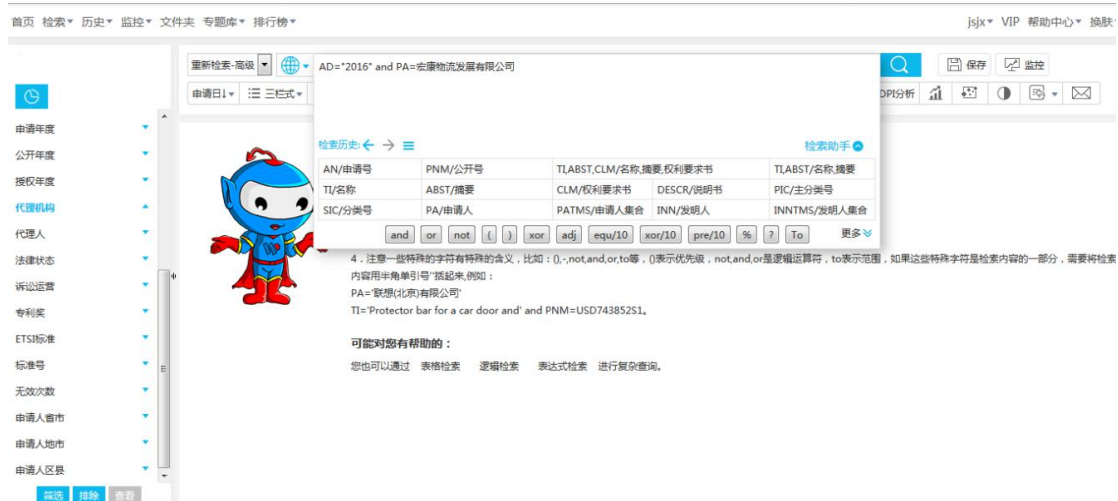 首页 检索 历史 监控 文件夹 专题库 排行榜 jsjx VIP 帮助中心 换肤
重新检索-高级 AD="2016" and PA=宏康物流发展有限公司 保存 监控
申请日↓ 三栏式 DPI分析
检索历史: 检索助手
AN/申请号 PNM/公开号 TI,ABST,CLM/名称,摘要,权利要求书 TI,ABST/名称,摘要
TI/名称 ABST/摘要 CLM/权利要求书 DESCR/说明书 PIC/主分类号
SIC/分类号 PA/申请人 PATMS/申请人集合 INN/发明人 INNTMS/发明人集合
and or not ( ) xor adj equ/10 xor/10 pre/10 % ? To 更多
申请年度
公开年度
授权年度
代理机构
代理人
法律状态
诉讼运营
专利奖
ETSI标准
标准号
无效次数
申请人省市
申请人地市
申请人区县
筛选 排除 查看
W
4．注意一些特殊的字符有特殊的含义，比如：(),-,not,and,or,to等，()表示优先级，not,and,or是逻辑运算符，to表示范围，如果这些特殊字符是检索内容的一部分，需要将检索
内容用半角单引号''括起来,例如：
PA='联想(北京)有限公司'
TI='Protector bar for a car door and' and PNM=USD743852S1。
可能对您有帮助的：
您也可以通过 表格检索 逻辑检索 表达式检索 进行复杂查询。